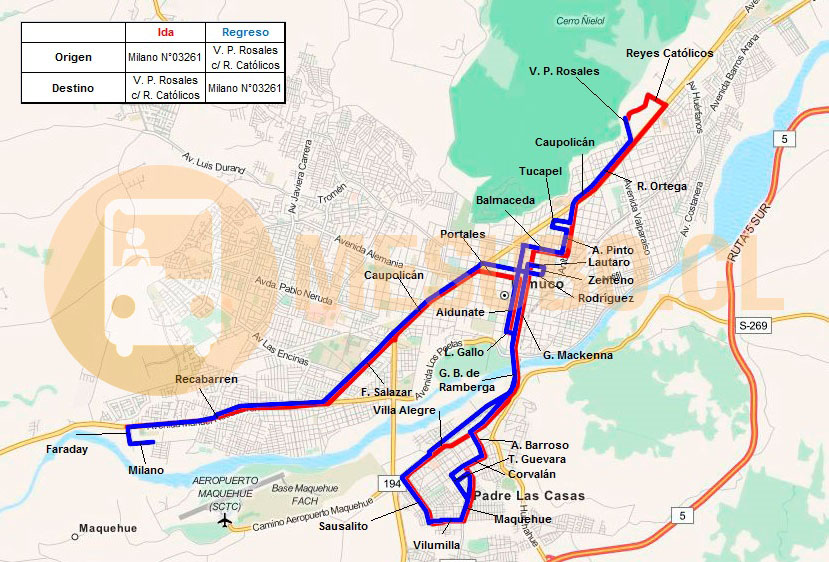 Ida
Regreso
Origen
Milano N°03261
V. P. Rosales
c/ R. Católicos
Destino
V. P. Rosales
c/ R. Católicos
Milano N°03261
Cerro Ñielol
Reyes Católicos
V. P. Rosales
Avenida Barros Arana
Av Huérfanos
5
Caupolicán
Av. Luis Durand
Av Javiera Carrera
Tucapel
R. Ortega
Tromén
Balmaceda
Avenida Valparaíso
Av. Costanera
RUTA 5 SUR
Portales
Avenida Alemania
A. Pinto
Lautaro
Caupolicán
Zenteno
Avda. Pablo Neruda
muco
Rodriguez
Aidunate
S-269
Av Las Encinas
Avenida Los Poetas
L. Gallo
G. Mackenna
Recabarren
F. Salazar
G. B. de
Ramberga
Villa Alegre
Faraday
A. Barroso
Milano
T. Guevara
AEROPUERTO
MAQUEHUE
(SCTC)
Base Maquehue
FACH
194
Corvalán
Padre Las Casas
Camino Aeropuerto Maquehue
Maquehue
Sausalito
Maquehue
5
Huichahue
Vilumilla